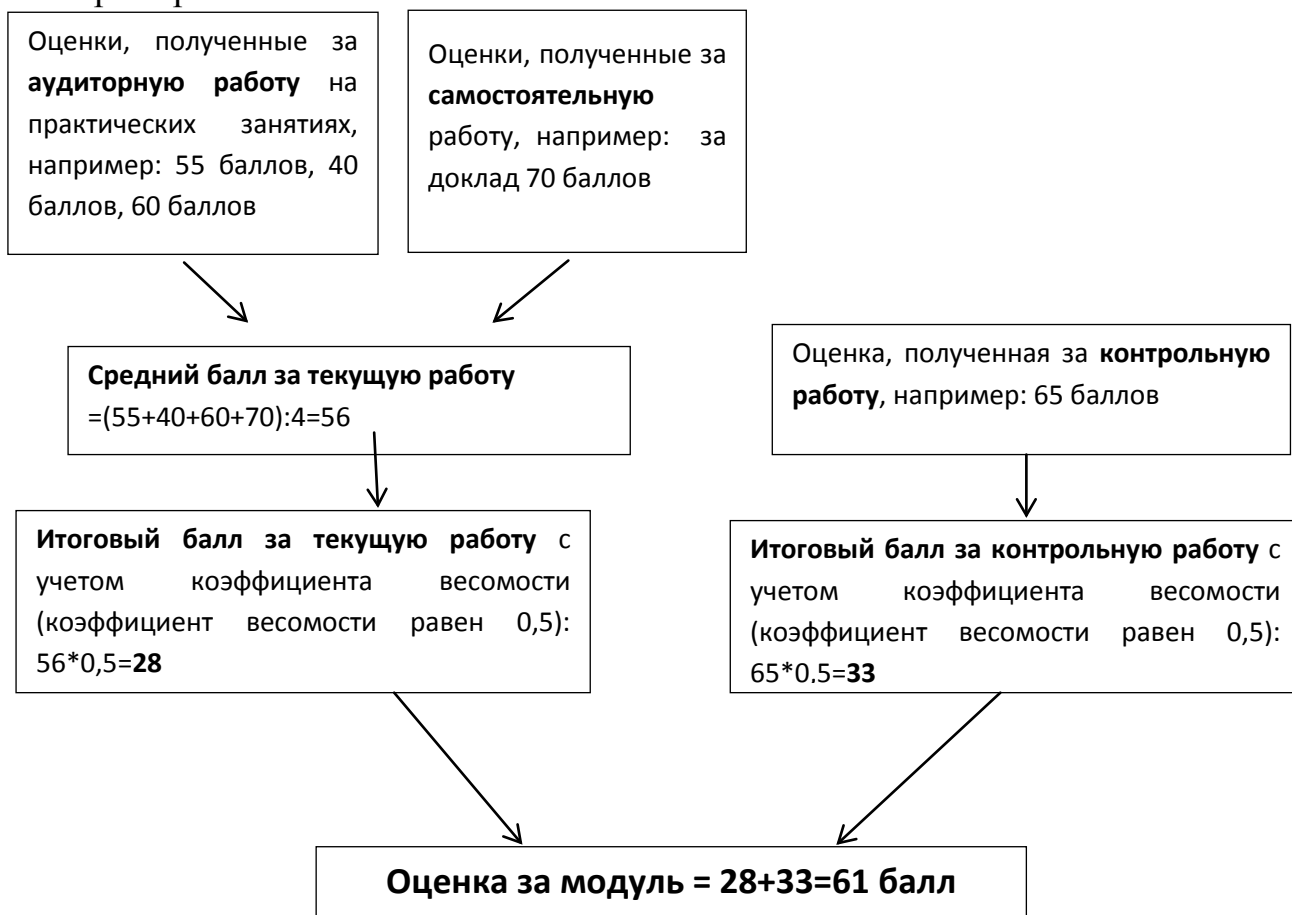 Оценки, полученные за
аудиторную работу на
практических занятиях,
например: 55 баллов, 40
баллов, 60 баллов
Оценки, полученные за
самостоятельную
работу, например: за
доклад 70 баллов
Средний балл за текущую работу
=(55+40+60+70):4=56
Оценка, полученная за контрольную
работу, например: 65 баллов
Итоговый балл за текущую работу с
учетом коэффициента весомости
(коэффициент весомости равен 0,5):
56*0,5=28
Итоговый балл за контрольную работу с
учетом коэффициента весомости
(коэффициент весомости равен 0,5):
65*0,5=33
Оценка за модуль = 28+33=61 балл